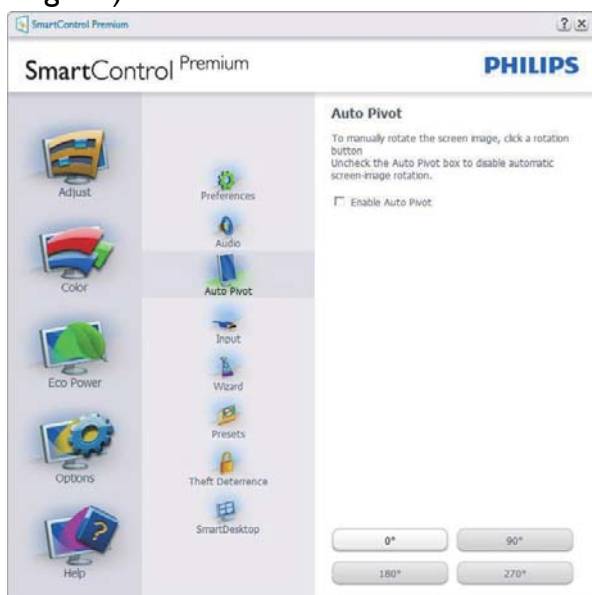 SmartControl Premium
SmartControl Premium
PHILIPS
Adjust
Color
Eco Power
Options
Help
Preferences
Audio
Auto Pivot
Input
Wizard
Presets
Theft Deterrence
SmartDesktop
Auto Pivot
To manually rotate the screen image, click a rotation
button
Uncheck the Auto Pivot box to disable automatic
screen-image rotation.
Enable Auto Pivot
0°
90°
180°
270°